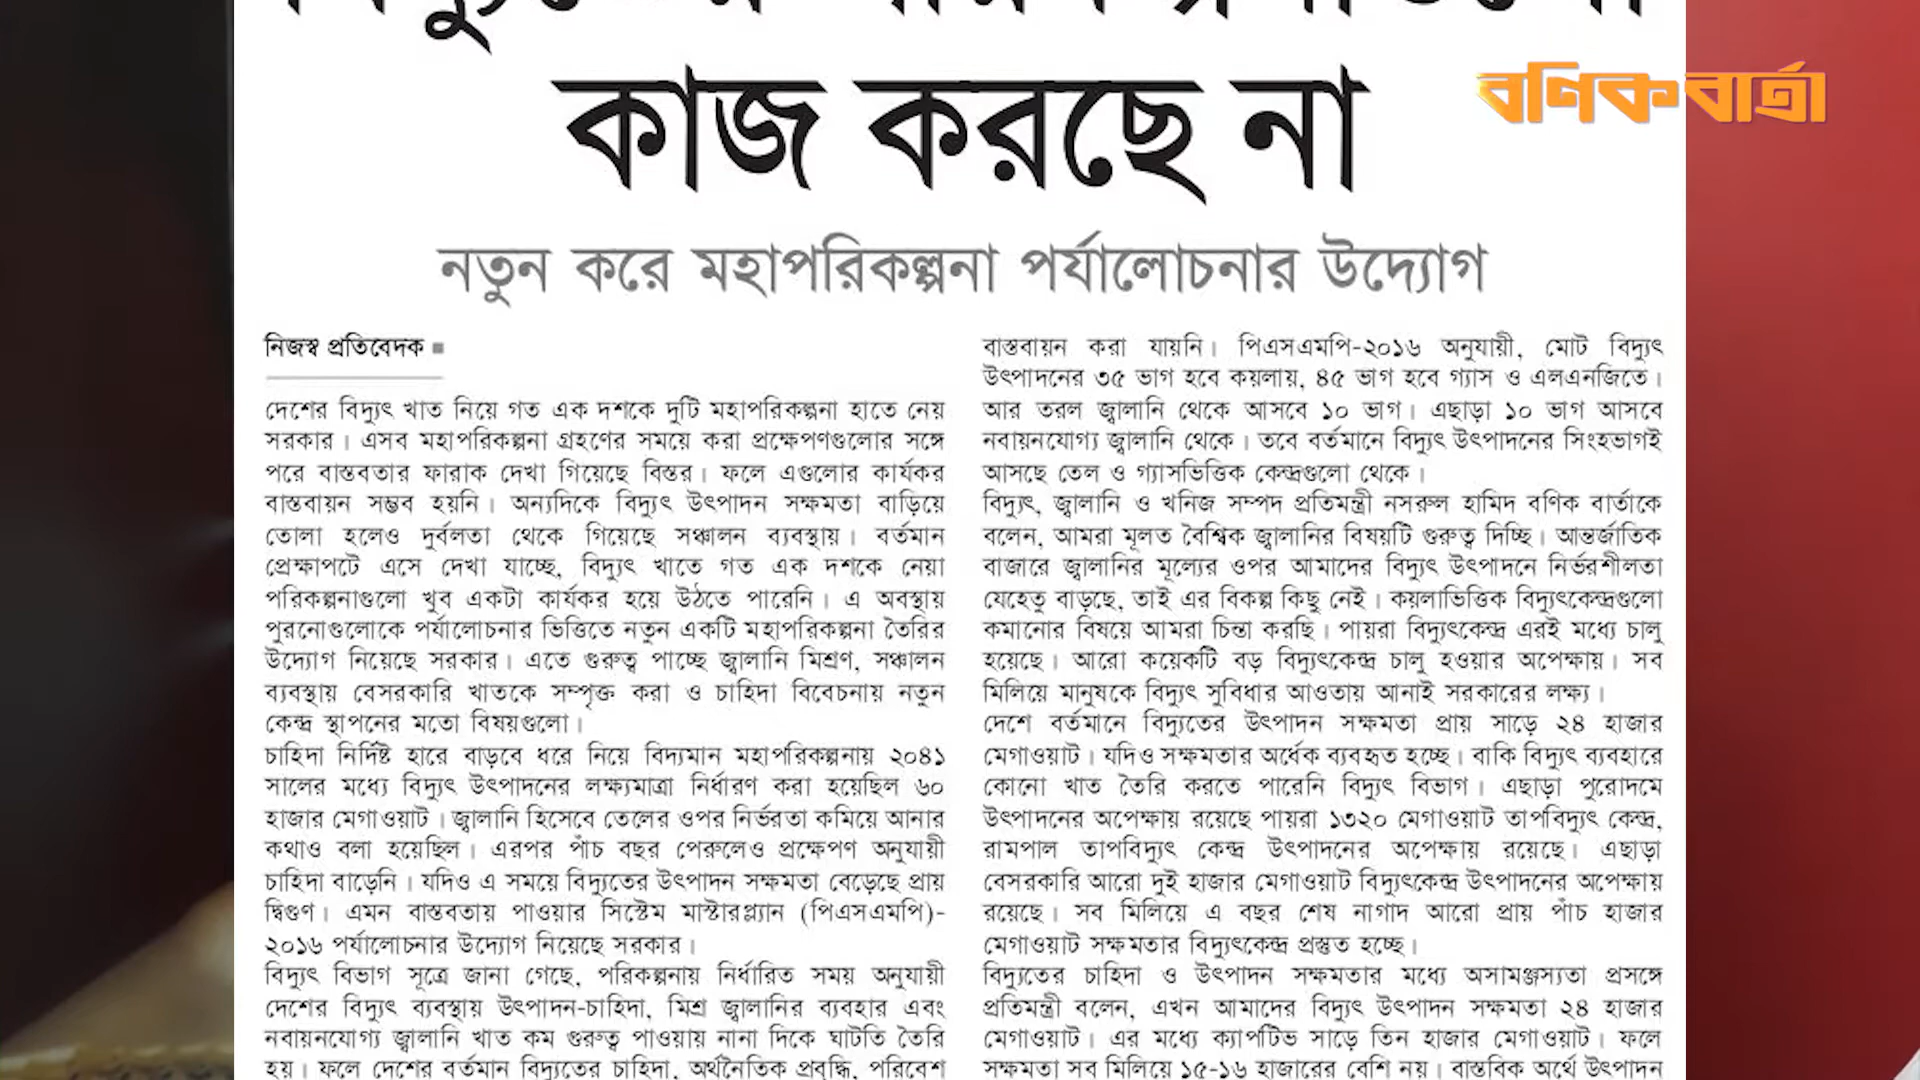 কাজ করছে না
বণিক বার্তা
নতুন করে মহাপরিকল্পনা পর্যালোচনার উদ্যোগ
নিজস্ব প্রতিবেদক
দেশের বিদ্যুৎ খাত নিয়ে গত এক দশকে দুটি মহাপরিকল্পনা হাতে নেয়
সরকার। এসব মহাপরিকল্পনা গ্রহণের সময়ে করা প্রক্ষেপণগুলোর সঙ্গে
পরে বাস্তবতার ফারাক দেখা গিয়েছে বিস্তর। ফলে এগুলোর কার্যকর
বাস্তবায়ন সম্ভব হয়নি। অন্যদিকে বিদ্যুৎ উৎপাদন সক্ষমতা বাড়িয়ে
তোলা হলেও দুর্বলতা থেকে গিয়েছে সঞ্চালন ব্যবস্থায়। বর্তমান
প্রেক্ষাপটে এসে দেখা যাচ্ছে, বিদ্যুৎ খাতে গত এক দশকে নেয়া
পরিকল্পনাগুলো খুব একটা কার্যকর হয়ে উঠতে পারেনি। এ অবস্থায়
পুরনোগুলোকে পর্যালোচনার ভিত্তিতে নতুন একটি মহাপরিকল্পনা তৈরির
উদ্যোগ নিয়েছে সরকার। এতে গুরুত্ব পাচ্ছে জ্বালানি মিশ্রণ, সঞ্চালন
ব্যবস্থায় বেসরকারি খাতকে সম্পৃক্ত করা ও চাহিদা বিবেচনায় নতুন
কেন্দ্র স্থাপনের মতো বিষয়গুলো।
চাহিদা নির্দিষ্ট হারে বাড়বে ধরে নিয়ে বিদ্যমান মহাপরিকল্পনায় ২০৪১
সালের মধ্যে বিদ্যুৎ উৎপাদনের লক্ষ্যমাত্রা নির্ধারণ করা হয়েছিল ৬০
হাজার মেগাওয়াট। জ্বালানি হিসেবে তেলের ওপর নির্ভরতা কমিয়ে আনার
কথাও বলা হয়েছিল। এরপর পাঁচ বছর পেরুলেও প্রক্ষেপণ অনুযায়ী
চাহিদা বাড়েনি। যদিও এ সময়ে বিদ্যুতের উৎপাদন সক্ষমতা বেড়েছে প্রায়
দ্বিগুণ। এমন বাস্তবতায় পাওয়ার সিস্টেম মাস্টারপ্ল্যান (পিএসএমপি)-
২০১৬ পর্যালোচনার উদ্যোগ নিয়েছে সরকার।
বিদ্যুৎ বিভাগ সূত্রে জানা গেছে, পরিকল্পনায় নির্ধারিত সময় অনুযায়ী
দেশের বিদ্যুৎ ব্যবস্থায় উৎপাদন-চাহিদা, মিশ্র জ্বালানির ব্যবহার এবং
নবায়নযোগ্য জ্বালানি খাত কম গুরুত্ব পাওয়ায় নানা দিকে ঘাটতি তৈরি
হয়। ফলে দেশের বর্তমান বিদ্যুতের চাহিদা, অর্থনৈতিক প্রবৃদ্ধি, পরিবেশ
বাস্তবায়ন করা যায়নি। পিএসএমপি-২০১৬ অনুযায়ী, মোট বিদ্যুৎ
উৎপাদনের ৩৫ ভাগ হবে কয়লায়, ৪৫ ভাগ হবে গ্যাস ও এলএনজিতে।
আর তরল জ্বালানি থেকে আসবে ১০ ভাগ। এছাড়া ১০ ভাগ আসবে
নবায়নযোগ্য জ্বালানি থেকে। তবে বর্তমানে বিদ্যুৎ উৎপাদনের সিংহভাগই
আসছে তেল ও গ্যাসভিত্তিক কেন্দ্রগুলো থেকে।
বিদ্যুৎ, জ্বালানি ও খনিজ সম্পদ প্রতিমন্ত্রী নসরুল হামিদ বণিক বার্তাকে
বলেন, আমরা মূলত বৈশ্বিক জ্বালানির বিষয়টি গুরুত্ব দিচ্ছি। আন্তর্জাতিক
বাজারে জ্বালানির মূল্যের ওপর আমাদের বিদ্যুৎ উৎপাদনে নির্ভরশীলতা
যেহেতু বাড়ছে, তাই এর বিকল্প কিছু নেই। কয়লাভিত্তিক বিদ্যুৎকেন্দ্রগুলো
কমানোর বিষয়ে আমরা চিন্তা করছি। পায়রা বিদ্যুৎকেন্দ্র এরই মধ্যে চালু
হয়েছে। আরো কয়েকটি বড় বিদ্যুৎকেন্দ্র চালু হওয়ার অপেক্ষায়। সব
মিলিয়ে মানুষকে বিদ্যুৎ সুবিধার আওতায় আনাই সরকারের লক্ষ্য।
দেশে বর্তমানে বিদ্যুতের উৎপাদন সক্ষমতা প্রায় সাড়ে ২৪ হাজার
মেগাওয়াট। যদিও সক্ষমতার অর্ধেক ব্যবহৃত হচ্ছে। বাকি বিদ্যুৎ ব্যবহারে
কোনো খাত তৈরি করতে পারেনি বিদ্যুৎ বিভাগ। এছাড়া পুরোদমে
উৎপাদনের অপেক্ষায় রয়েছে পায়রা ১৩২০ মেগাওয়াট তাপবিদ্যুৎ কেন্দ্র,
রামপাল তাপবিদ্যুৎ কেন্দ্র উৎপাদনের অপেক্ষায় রয়েছে। এছাড়া
বেসরকারি আরো দুই হাজার মেগাওয়াট বিদ্যুৎকেন্দ্র উৎপাদনের অপেক্ষায়
রয়েছে। সব মিলিয়ে এ বছর শেষ নাগাদ আরো প্রায় পাঁচ হাজার
মেগাওয়াট সক্ষমতার বিদ্যুৎকেন্দ্র প্রস্তুত হচ্ছে।
বিদ্যুতের চাহিদা ও উৎপাদন সক্ষমতার মধ্যে অসামঞ্জস্যতা প্রসঙ্গে
প্রতিমন্ত্রী বলেন, এখন আমাদের বিদ্যুৎ উৎপাদন সক্ষমতা ২৪ হাজার
মেগাওয়াট। এর মধ্যে ক্যাপটিভ সাড়ে তিন হাজার মেগাওয়াট। ফলে
সক্ষমতা সব মিলিয়ে ১৫-১৬ হাজারের বেশি নয়। বাস্তবিক অর্থে উৎপাদন